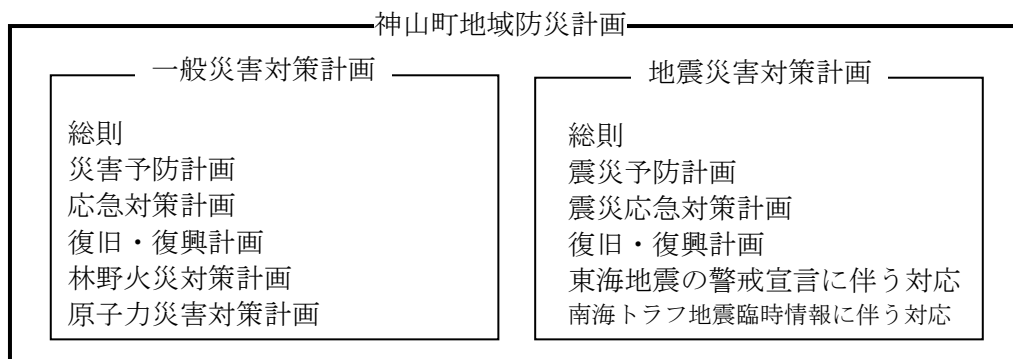 神山町地域防災計画
一般災害対策計画
総則
災害予防計画
応急対策計画
復旧・復興計画
林野火災対策計画
原子力災害対策計画
地震災害対策計画
総則
震災予防計画
震災応急対策計画
復旧・復興計画
東海地震の警戒宣言に伴う対応
南海トラフ地震臨時情報に伴う対応